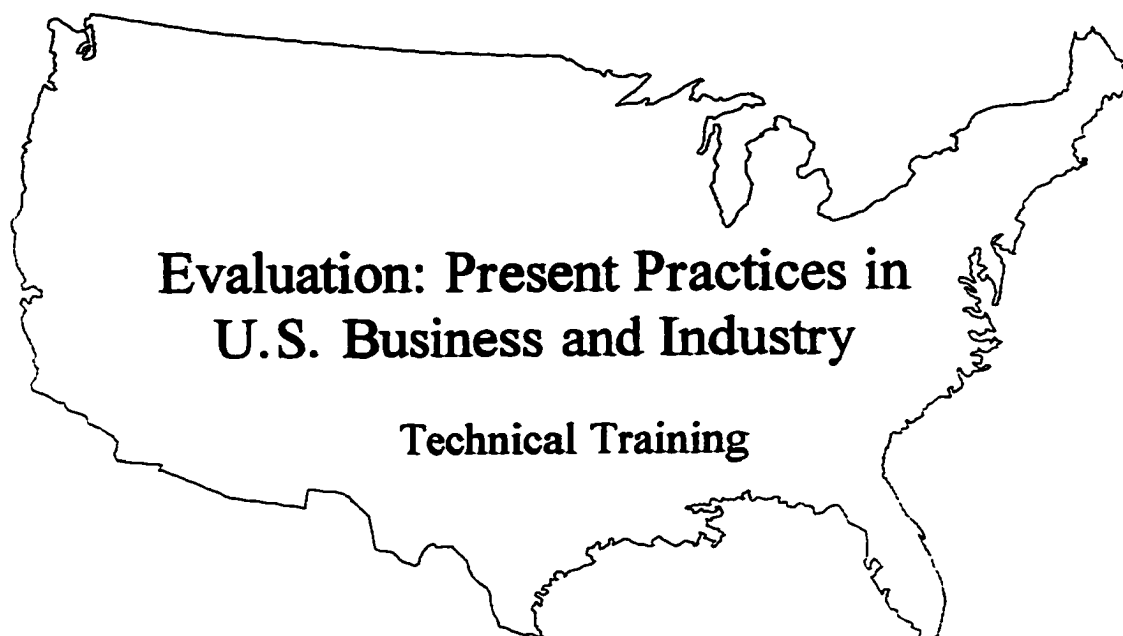 Evaluation: Present Practices in
U.S. Business and Industry
Technical Training